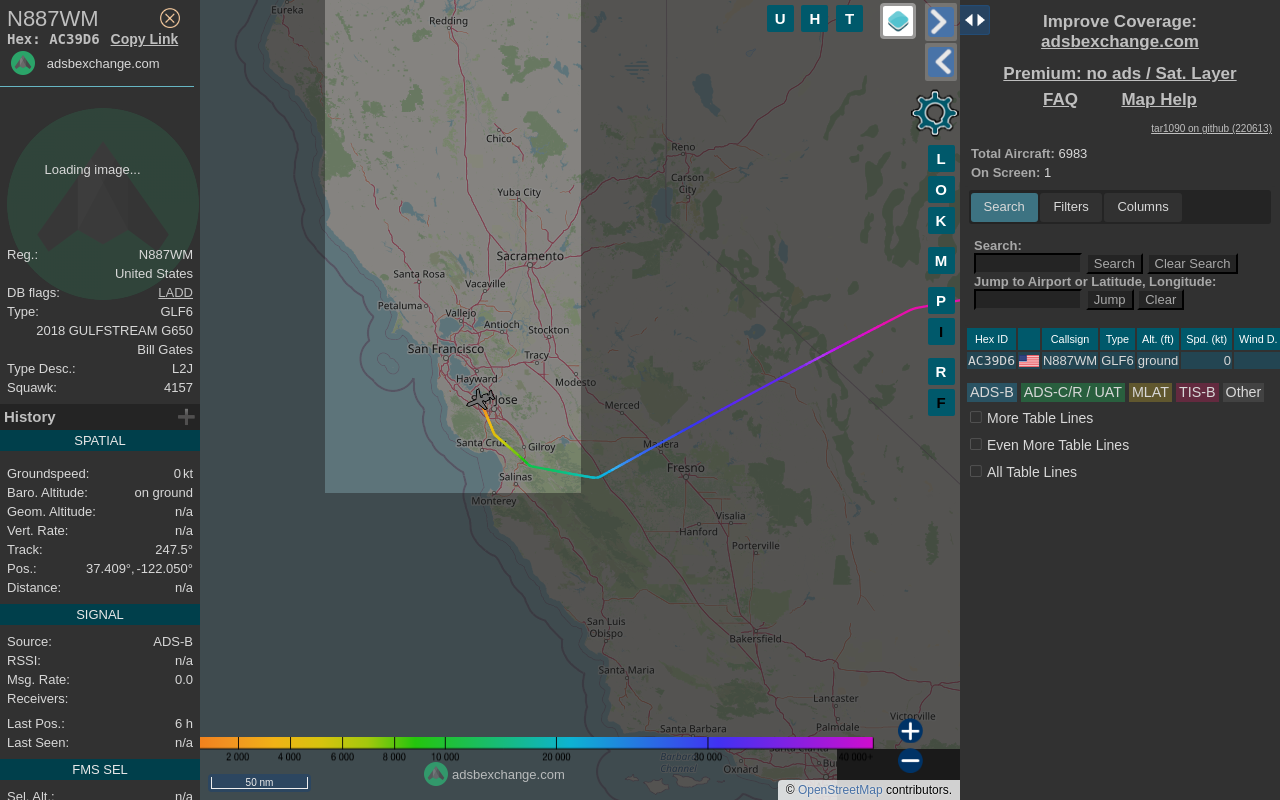 N887WM
Hex: AC39D6 Copy Link
adsbexchange.com
Loading image...
Reg.: N887WM
United States
DB flags: LADD
Type: GLF6
2018 GULFSTREAM G650
Bill Gates
Type Desc.: L2J
Squawk: 4157
History
SPATIAL
Groundspeed: 0 kt
Baro. Altitude: on ground
Geom. Altitude: n/a
Vert. Rate: n/a
Track: 247.5°
Pos.: 37.409°, -122.050°
Distance: n/a
SIGNAL
Source: ADS-B
RSSI: n/a
Msg. Rate: 0.0
Receivers:
Last Pos.: 6 h
Last Seen: n/a
FMS SEL
Sel. Alt.: n/a
Eureka
Redding
Chico
Yuba City
Reno
Carson
City
Sacramento
Santa Rosa
Vacaville
Petaluma
Vallejo
Antioch
Stockton
San Francisco
Tracy
Hayward
Modesto
Jose
Merced
Santa Cruz
Gilroy
Madera
Salinas
Fresno
Monterey
Visalia
Hanford
Porterville
San Luis
Obispo
Bakersfield
Santa Maria
Lancaster
Victorville
Santa Barbara
Palmdale
Barbara
Channel
Oxnard
2 000 4 000 6 000 8 000 10 000 20 000 30 000 40 000+
50 nm
adsbexchange.com
© OpenStreetMap contributors.
U H T
L
O
K
M
P
I
R
F
Improve Coverage:
adsbexchange.com
Premium: no ads / Sat. Layer
FAQ Map Help
tar1090 on github (220613)
Total Aircraft: 6983
On Screen: 1
Search Filters Columns
Search:
Search Clear Search
Jump to Airport or Latitude, Longitude:
Jump Clear
Hex ID Callsign Type Alt. (ft) Spd. (kt) Wind D.
AC39D6 N887WM GLF6 ground 0
ADS-B ADS-C/R / UAT MLAT TIS-B Other
More Table Lines
Even More Table Lines
All Table Lines